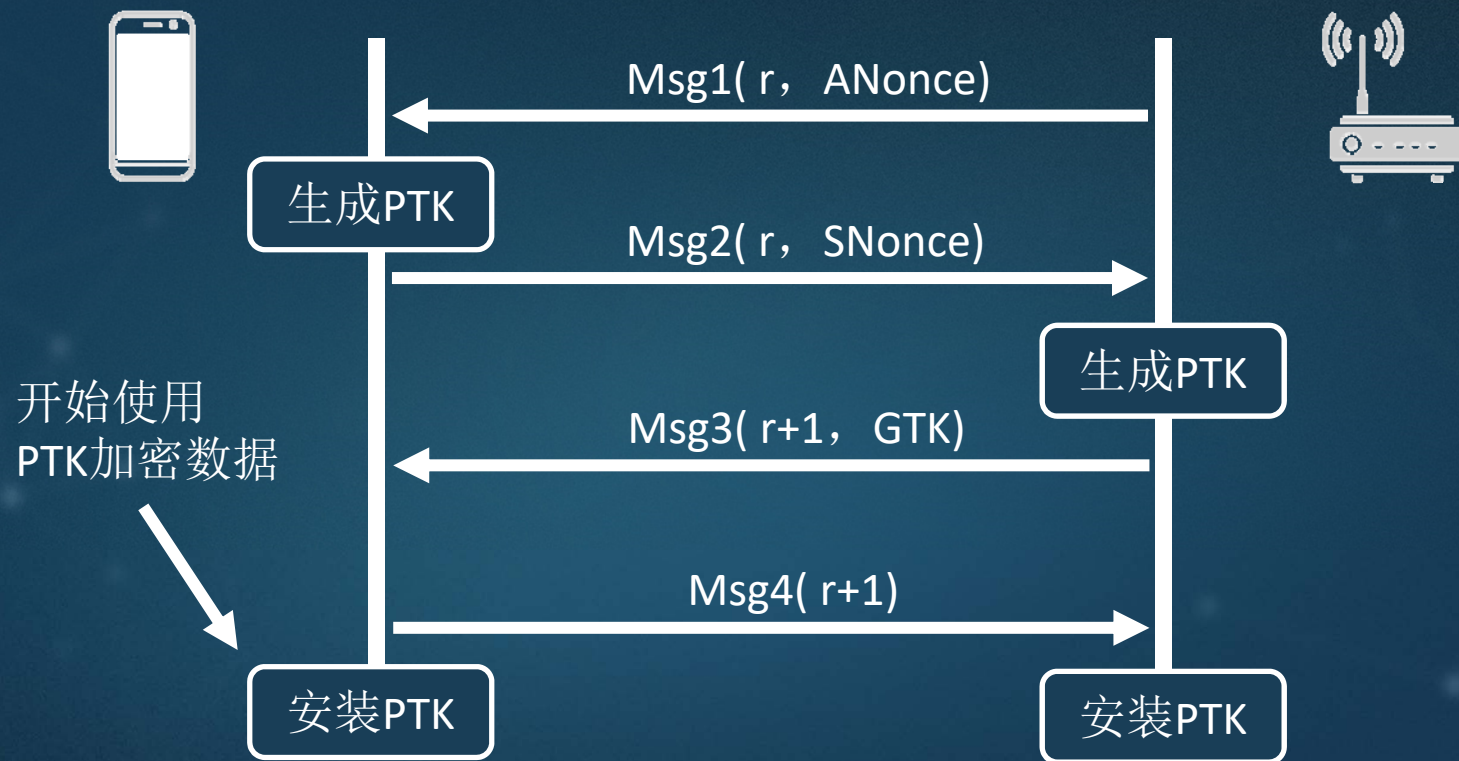 Msg1( r， ANonce)
生成PTK
Msg2( r， SNonce)
生成PTK
开始使用
PTK加密数据
Msg3( r+1， GTK)
Msg4( r+1)
安装PTK
安装PTK